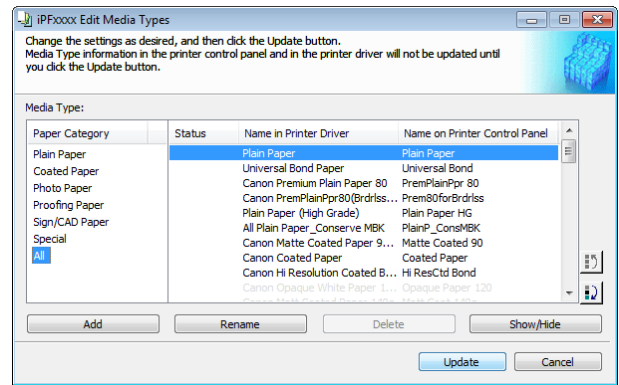 iPFxxxx Edit Media Types
Change the settings as desired, and then click the Update button.
Media Type information in the printer control panel and in the printer driver will not be updated until
you click the Update button.
Media Type:
Paper Category Status Name in Printer Driver Name on Printer Control Panel
Plain Paper
Coated Paper
Photo Paper
Proofing Paper
Sign/CAD Paper
Special
All
Plain Paper Plain Paper
Universal Bond Paper Universal Bond
Canon Premium Plain Paper 80 PremPlainPpr 80
Canon PremPlainPpr80(Brdrlss... Prem80forBrdrlss
Plain Paper (High Grade) Plain Paper HG
All Plain Paper_Conserve MBK PlainP_ConsMBK
Canon Matte Coated Paper 9... Matte Coated 90
Canon Coated Paper Coated Paper
Canon Hi Resolution Coated B... Hi ResCtd Bond
Canon Opaque White Paper 1... Opaque Paper 120
Add Rename Delete Show/Hide
Update Cancel